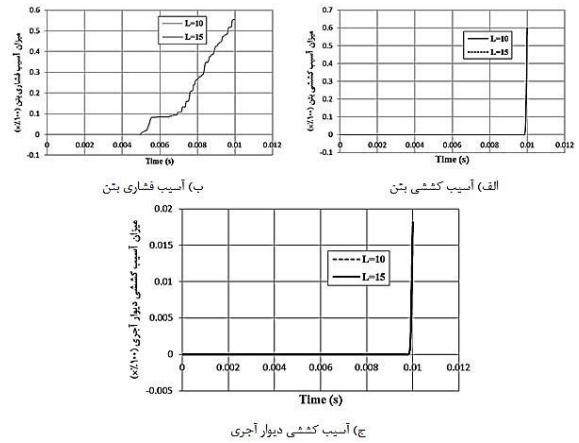 میزان آسیب فشاری بتن (۱۰۰٪×)
0.6
0.5
0.4
0.3
0.2
0.1
0
-0.1
L=10
L=15
0 0.002 0.004 0.006 0.008 0.01 0.012
Time (s)
ب) آسیب فشاری بتن
میزان آسیب کششی بتن (۱۰۰٪×)
0.7
0.6
0.5
0.4
0.3
0.2
0.1
0
-0.1
L=10
L=15
0 0.002 0.004 0.006 0.008 0.01 0.012
Time (s)
الف) آسیب کششی بتن
میزان آسیب کششی دیوار آجری (۱۰۰٪×)
0.02
0.015
0.01
0.005
0
-0.005
L=10
L=15
0 0.002 0.004 0.006 0.008 0.01 0.012
Time (s)
ج) آسیب کششی دیوار آجری